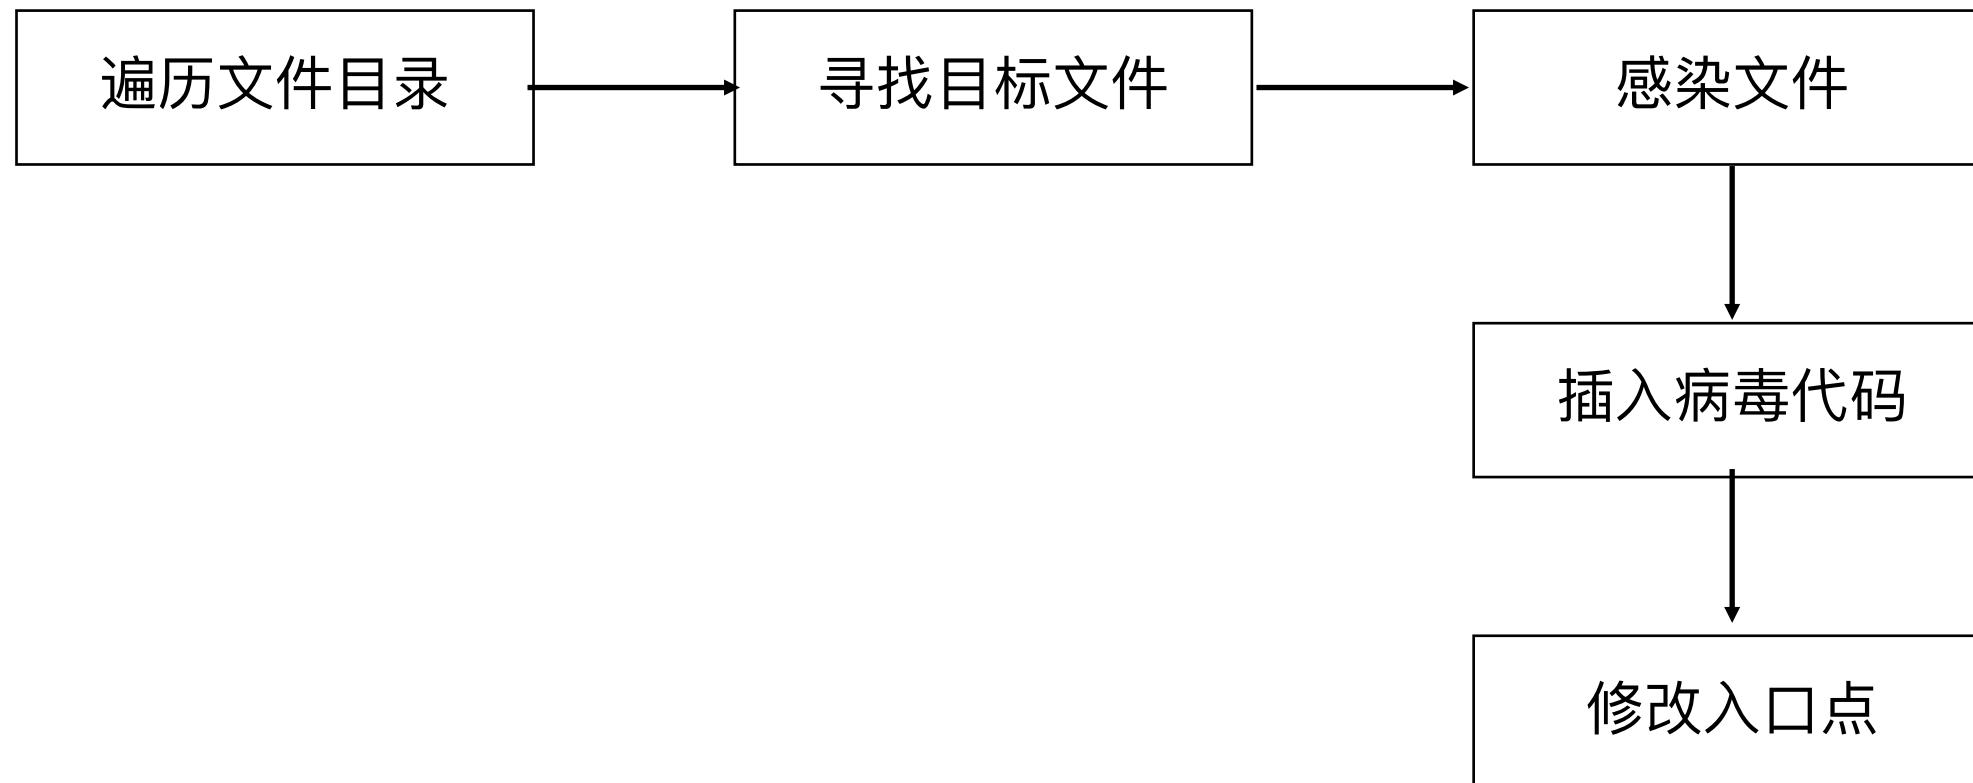 遍历文件目录
寻找目标文件
感染文件
插入病毒代码
修改入口点